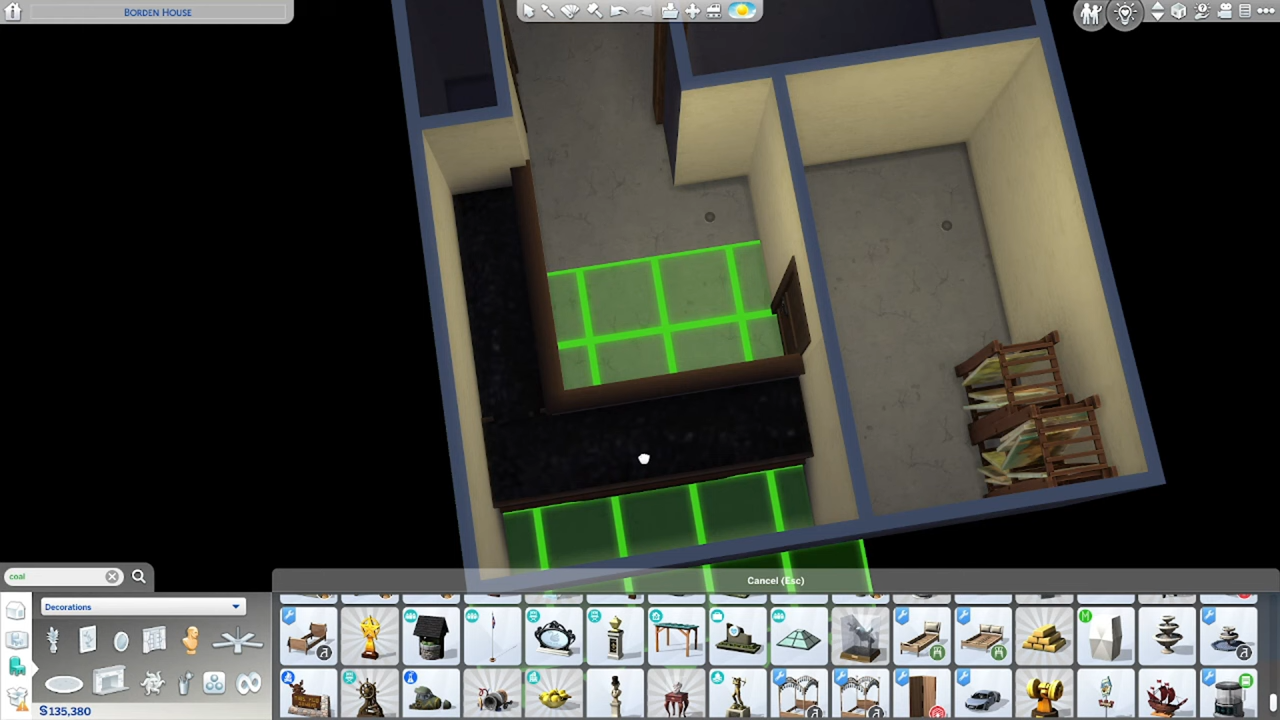 BORDEN HOUSE
Cancel (Esc)
coal
Decorations
$135,380